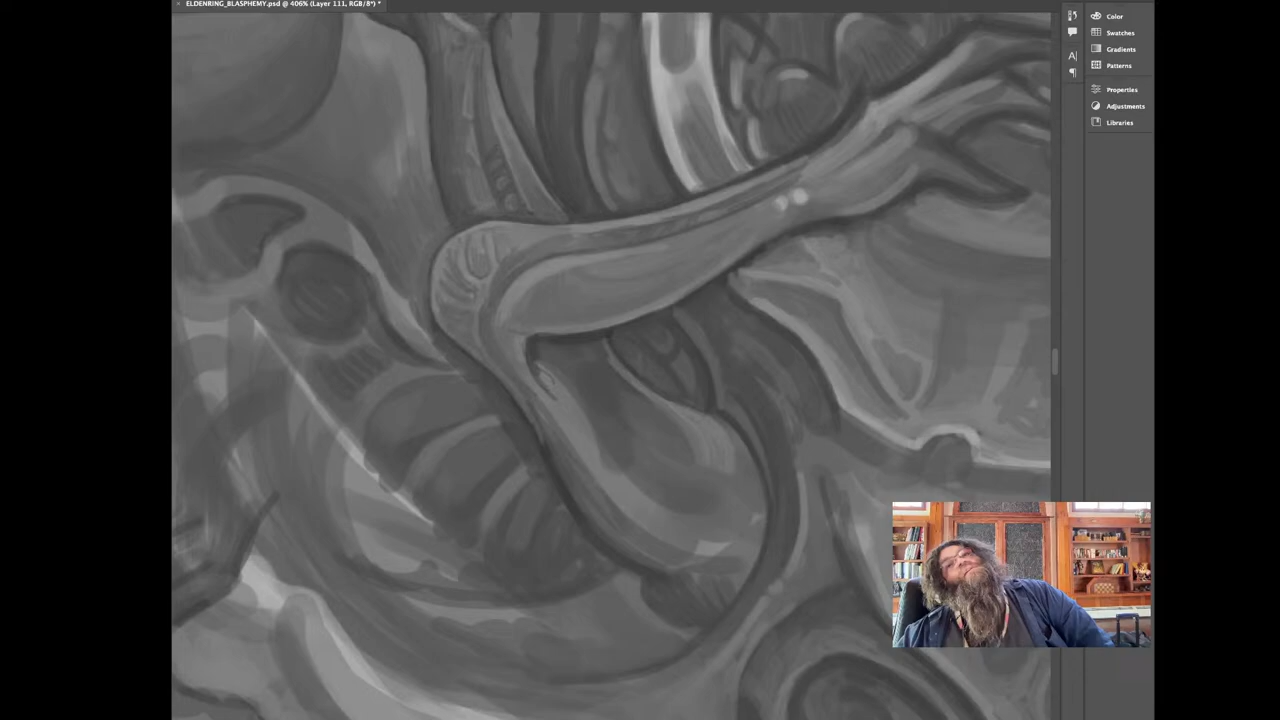 × ELDENRING_BLASPHEMY.psd @ 406% (Layer 111, RGB/8*) *
Color
Swatches
Gradients
A|
Patterns
¶
Properties
Adjustments
Libraries